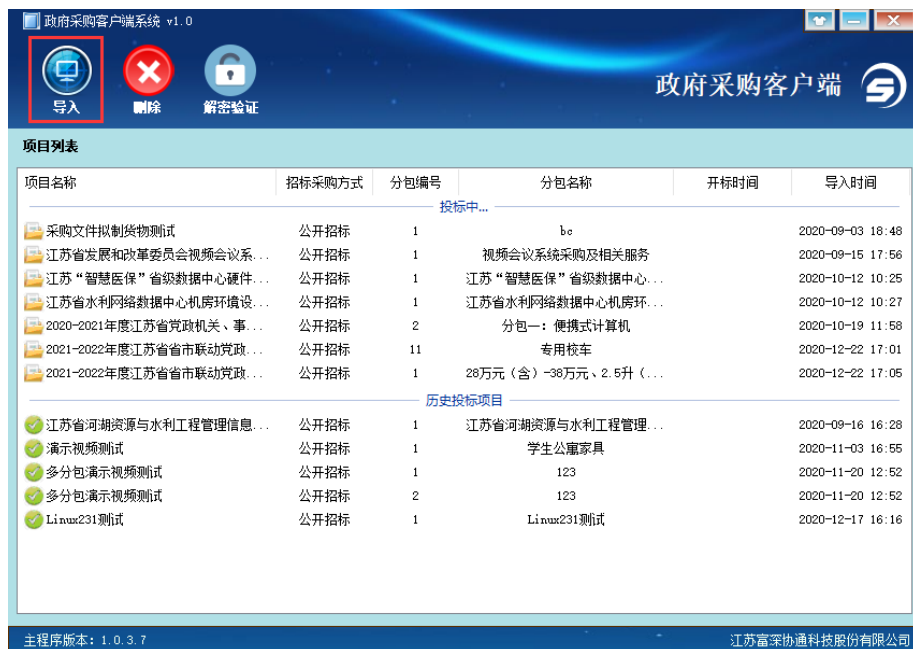 政府采购客户端系统 v1.0
导入 删除 解密验证
政府采购客户端
项目列表
项目名称 招标采购方式 分包编号 分包名称 开标时间 导入时间
投标中...
采购文件拟制货物测试 公开招标 1 bc 2020-09-03 18:48
江苏省发展和改革委员会视频会议系... 公开招标 1 视频会议系统采购及相关服务 2020-09-15 17:56
江苏“智慧医保”省级数据中心硬件... 公开招标 1 江苏“智慧医保”省级数据中心... 2020-10-12 10:25
江苏省水利网络数据中心机房环境设... 公开招标 1 江苏省水利网络数据中心机房环... 2020-10-12 10:27
2020-2021年度江苏省党政机关、事... 公开招标 2 分包一：便携式计算机 2020-10-19 11:58
2021-2022年度江苏省省市联动党政... 公开招标 11 专用校车 2020-12-22 17:01
2021-2022年度江苏省省市联动党政... 公开招标 1 28万元（含）-38万元、2.5升（... 2020-12-22 17:05
历史投标项目
江苏省河湖资源与水利工程管理信息... 公开招标 1 江苏省河湖资源与水利工程管理... 2020-09-16 16:28
演示视频测试 公开招标 1 学生公寓家具 2020-11-03 16:55
多分包演示视频测试 公开招标 1 123 2020-11-20 12:52
多分包演示视频测试 公开招标 2 123 2020-11-20 12:52
Linux231测试 公开招标 1 Linux231测试 2020-12-17 16:16
主程序版本：1.0.3.7 江苏富深协通科技股份有限公司